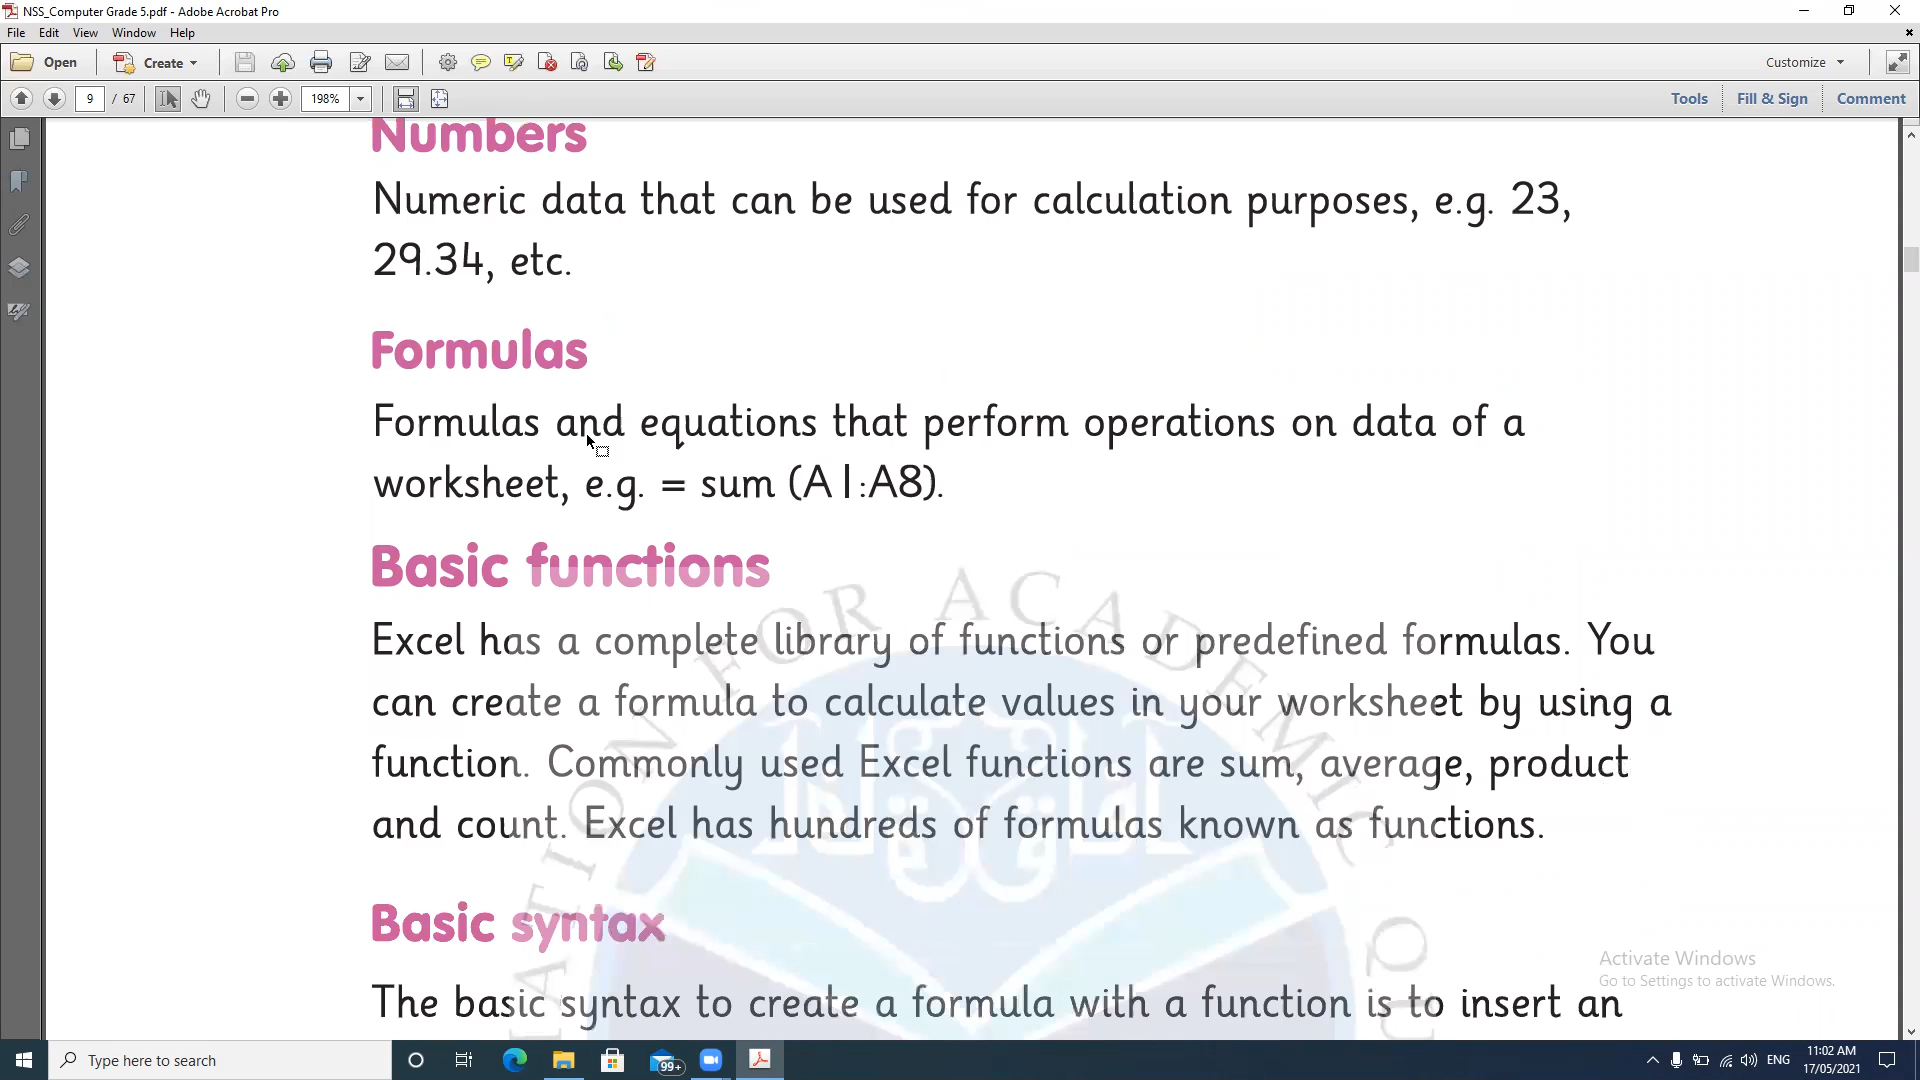 NSS_Computer Grade 5.pdf - Adobe Acrobat Pro
File Edit View Window Help
Open Create Customize
9 / 67 198% Tools Fill & Sign Comment
Numbers
Numeric data that can be used for calculation purposes, e.g. 23,
29.34, etc.
Formulas
Formulas and equations that perform operations on data of a
worksheet, e.g. = sum (A1:A8).
Basic functions
Excel has a complete library of functions or predefined formulas. You
can create a formula to calculate values in your worksheet by using a
function. Commonly used Excel functions are sum, average, product
and count. Excel has hundreds of formulas known as functions.
Basic syntax
The basic syntax to create a formula with a function is to insert an
FOR ACADEMIC
Activate Windows
Go to Settings to activate Windows.
Type here to search 99+ ENG 11:02 AM
17/05/2021